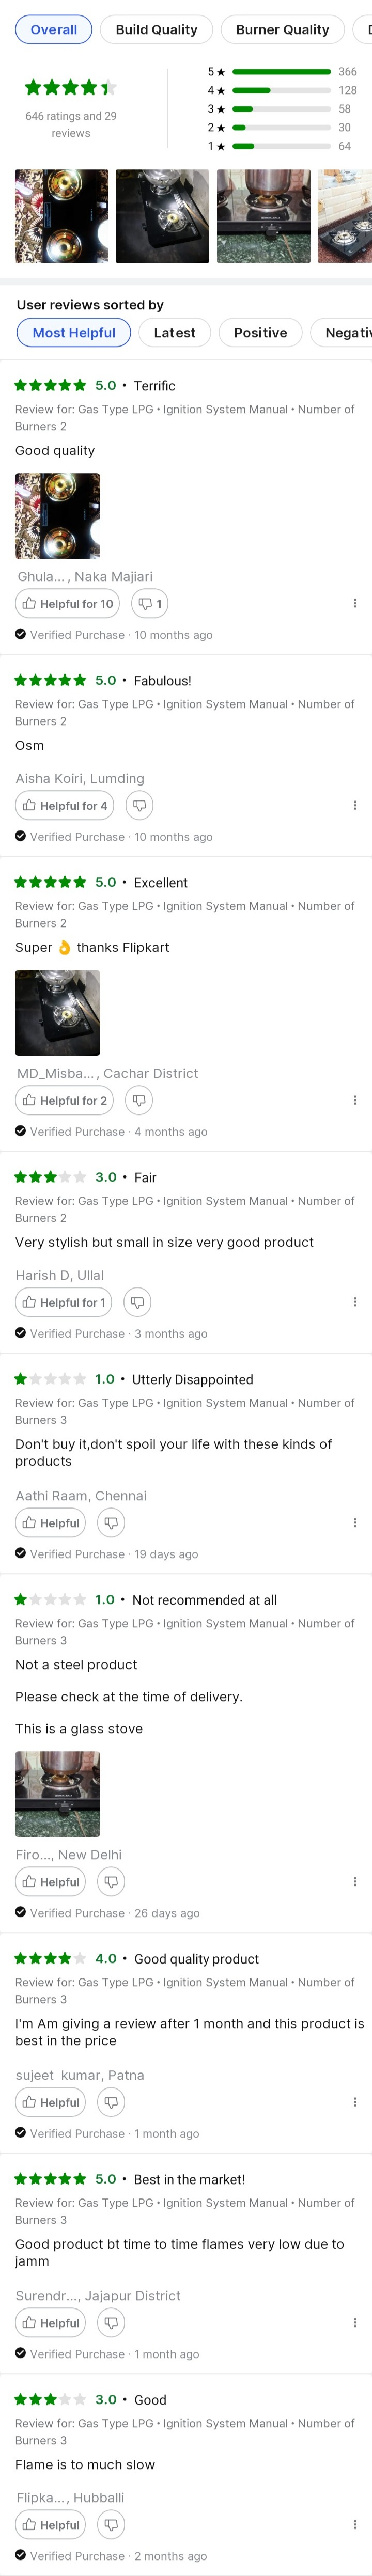 Overall
Build Quality
Burner Quality
5 ★ 366
4 ★ 128
3 ★ 58
2 ★ 30
1 ★ 64
646 ratings and 29
reviews
User reviews sorted by
Most Helpful
Latest
Positive
Negativ
5.0 • Terrific
Review for: Gas Type LPG • Ignition System Manual • Number of
Burners 2
Good quality
Ghula... , Naka Majiari
Helpful for 10
1
Verified Purchase · 10 months ago
5.0 • Fabulous!
Review for: Gas Type LPG • Ignition System Manual • Number of
Burners 2
Osm
Aisha Koiri, Lumding
Helpful for 4
Verified Purchase · 10 months ago
5.0 • Excellent
Review for: Gas Type LPG • Ignition System Manual • Number of
Burners 2
Super 👌 thanks Flipkart
MD_Misba... , Cachar District
Helpful for 2
Verified Purchase · 4 months ago
3.0 • Fair
Review for: Gas Type LPG • Ignition System Manual • Number of
Burners 2
Very stylish but small in size very good product
Harish D, Ullal
Helpful for 1
Verified Purchase · 3 months ago
1.0 • Utterly Disappointed
Review for: Gas Type LPG • Ignition System Manual • Number of
Burners 3
Don't buy it,don't spoil your life with these kinds of
products
Aathi Raam, Chennai
Helpful
Verified Purchase · 19 days ago
1.0 • Not recommended at all
Review for: Gas Type LPG • Ignition System Manual • Number of
Burners 3
Not a steel product
Please check at the time of delivery.
This is a glass stove
Firo..., New Delhi
Helpful
Verified Purchase · 26 days ago
4.0 • Good quality product
Review for: Gas Type LPG • Ignition System Manual • Number of
Burners 3
I'm Am giving a review after 1 month and this product is
best in the price
sujeet  kumar, Patna
Helpful
Verified Purchase · 1 month ago
5.0 • Best in the market!
Review for: Gas Type LPG • Ignition System Manual • Number of
Burners 3
Good product bt time to time flames very low due to
jamm
Surendr..., Jajapur District
Helpful
Verified Purchase · 1 month ago
3.0 • Good
Review for: Gas Type LPG • Ignition System Manual • Number of
Burners 3
Flame is to much slow
Flipka... , Hubballi
Helpful
Verified Purchase · 2 months ago